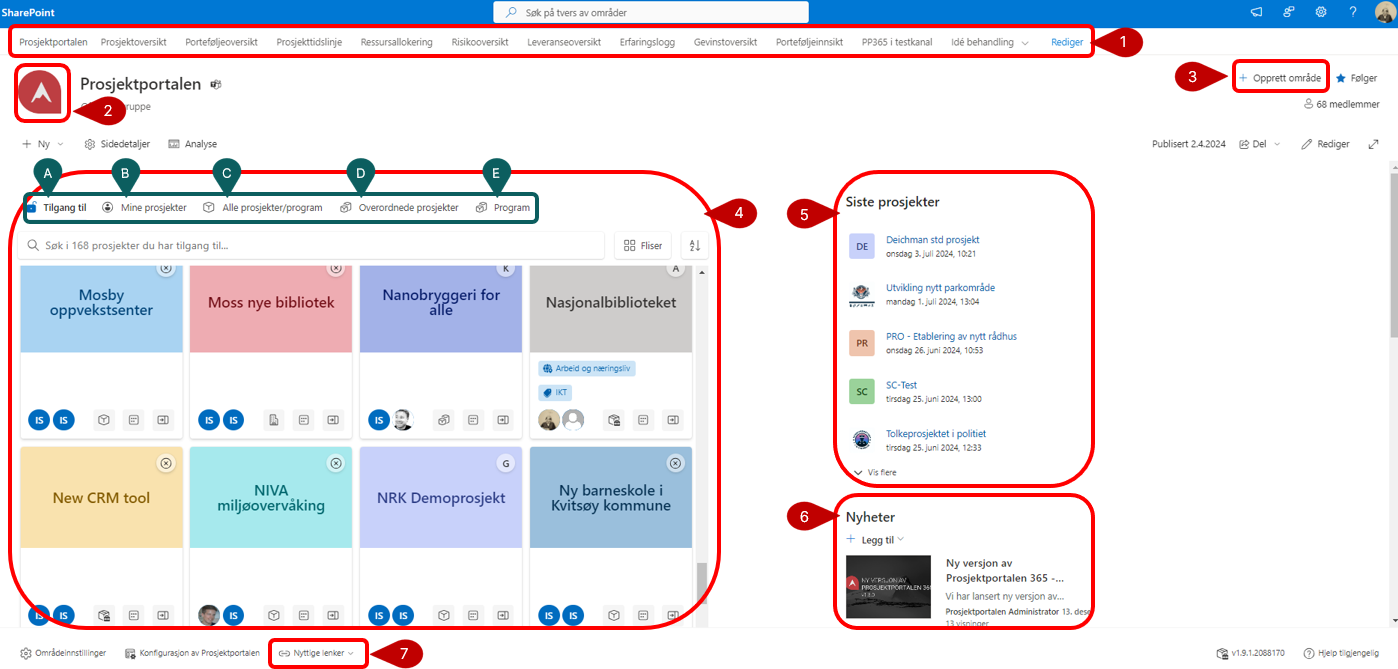 SharePoint
Søk på tvers av områder
Prosjektportalen Prosjektoversikt Porteføljeoversikt Prosjekttidslinje Ressursallokering Risikooversikt Leveranseoversikt Erfaringslogg Gevinstoversikt Porteføljeinnsikt PP365 i testkanal Idé behandling Rediger
1
Prosjektportalen
2
ruppe
3
+ Opprett område
Følger
68 medlemmer
+ Ny
Sidedetaljer
Analyse
Publisert 2.4.2024
Del
Rediger
A
B
C
D
E
Tilgang til
Mine prosjekter
Alle prosjekter/program
Overordnede prosjekter
Program
4
Søk i 168 prosjekter du har tilgang til...
Fliser
Mosby
oppvekstsenter
IS IS
Moss nye bibliotek
IS IS
K
Nanobryggeri for
alle
IS
A
Nasjonalbiblioteket
Arbeid og næringsliv
IKT
New CRM tool
IS IS
NIVA
miljøovervåking
IS
G
NRK Demoprosjekt
IS IS
Ny barneskole i
Kvitsøy kommune
IS IS
5
Siste prosjekter
DE
Deichman std prosjekt
onsdag 3. juli 2024, 10:21
Utvikling nytt parkområde
mandag 1. juli 2024, 13:04
PR
PRO - Etablering av nytt rådhus
onsdag 26. juni 2024, 10:53
SC
SC-Test
tirsdag 25. juni 2024, 13:00
Tolkeprosjektet i politiet
tirsdag 25. juni 2024, 12:33
Vis flere
6
Nyheter
+ Legg til
NY VERSJON AV
PROSJEKTPORTALEN 365
Ny versjon av
Prosjektportalen 365 -...
Vi har lansert ny versjon av...
Prosjektportalen Administrator 13. dese
13 visninger
Områdeinnstillinger
Konfigurasjon av Prosjektportalen
Nyttige lenker
7
v1.9.1.2088170
Hjelp tilgjengelig